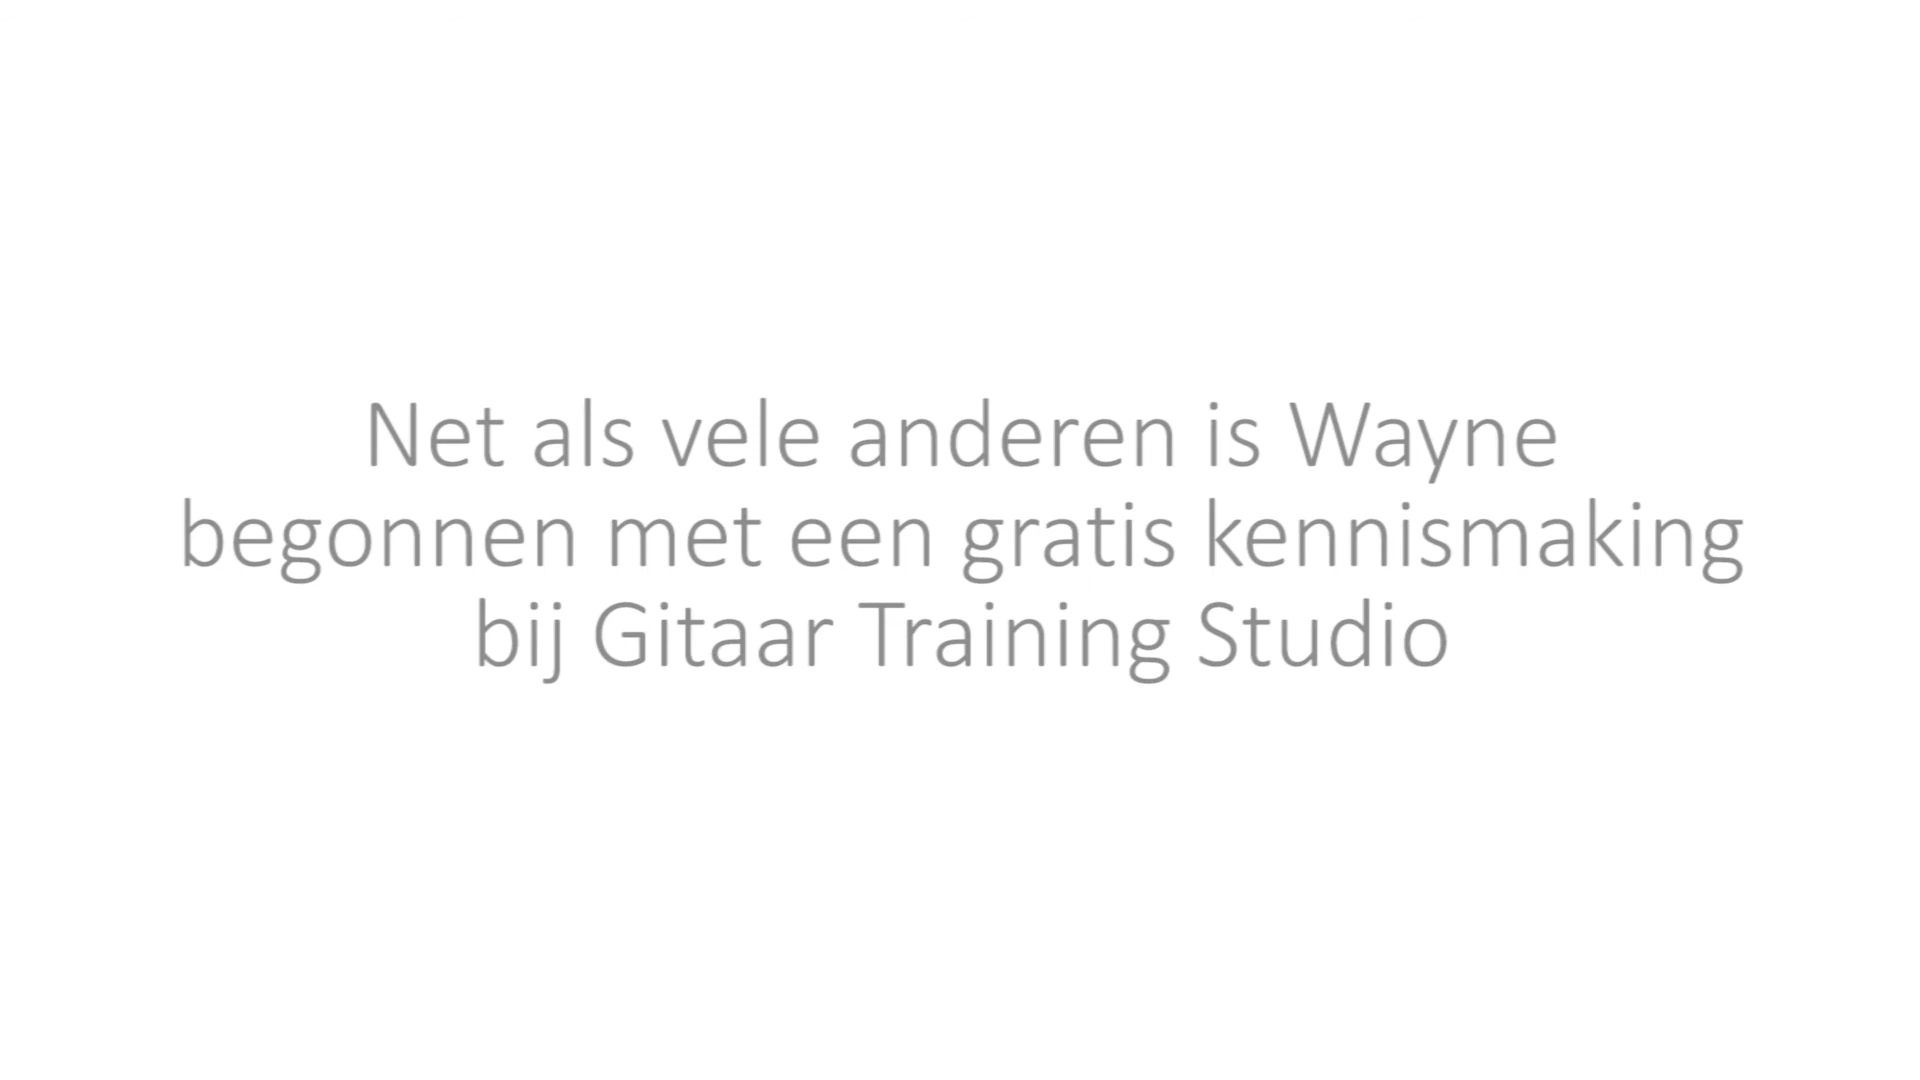 Net als vele anderen is Wayne
begonnen met een gratis kennismaking
bij Gitaar Training Studio